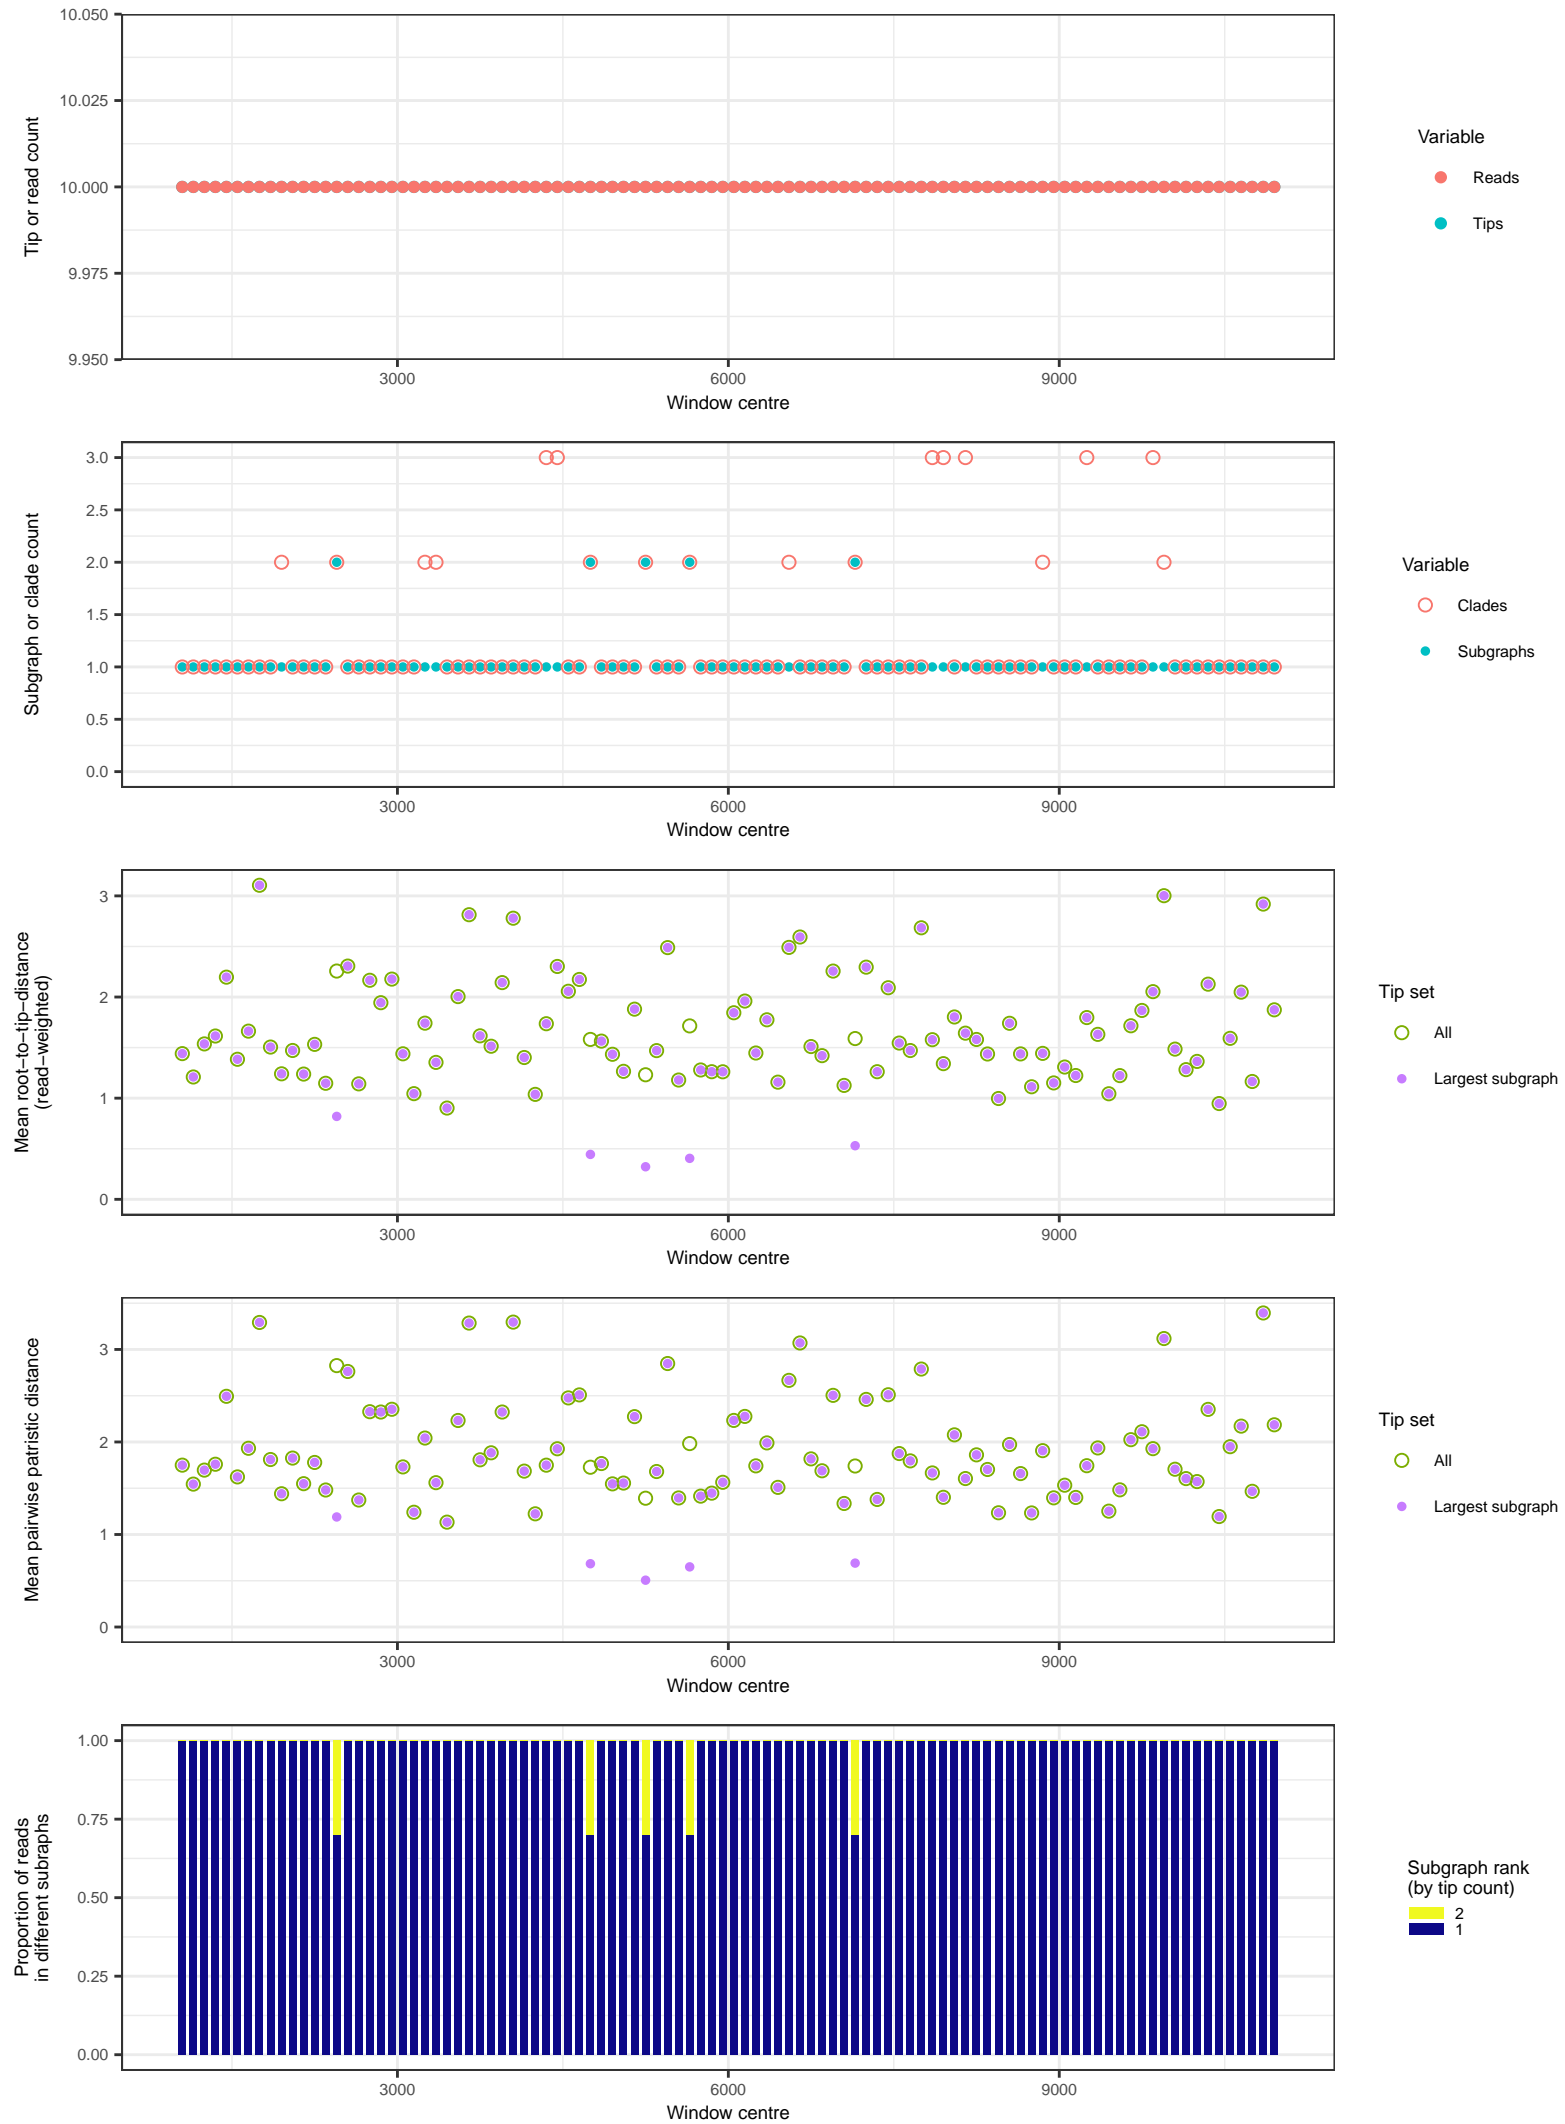 10.050
10.025
10.000
9.975
9.950
Tip or read count
3000 6000 9000
Window centre
Variable
Reads
Tips
3.0
2.5
2.0
1.5
1.0
0.5
0.0
Subgraph or clade count
3000 6000 9000
Window centre
Variable
Clades
Subgraphs
3
2
1
0
Mean root−to−tip−distance
(read−weighted)
3000 6000 9000
Window centre
Tip set
All
Largest subgraph
3
2
1
0
Mean pairwise patristic distance
3000 6000 9000
Window centre
Tip set
All
Largest subgraph
1.00
0.75
0.50
0.25
0.00
Proportion of reads
in different subraphs
3000 6000 9000
Window centre
Subgraph rank
(by tip count)
2
1